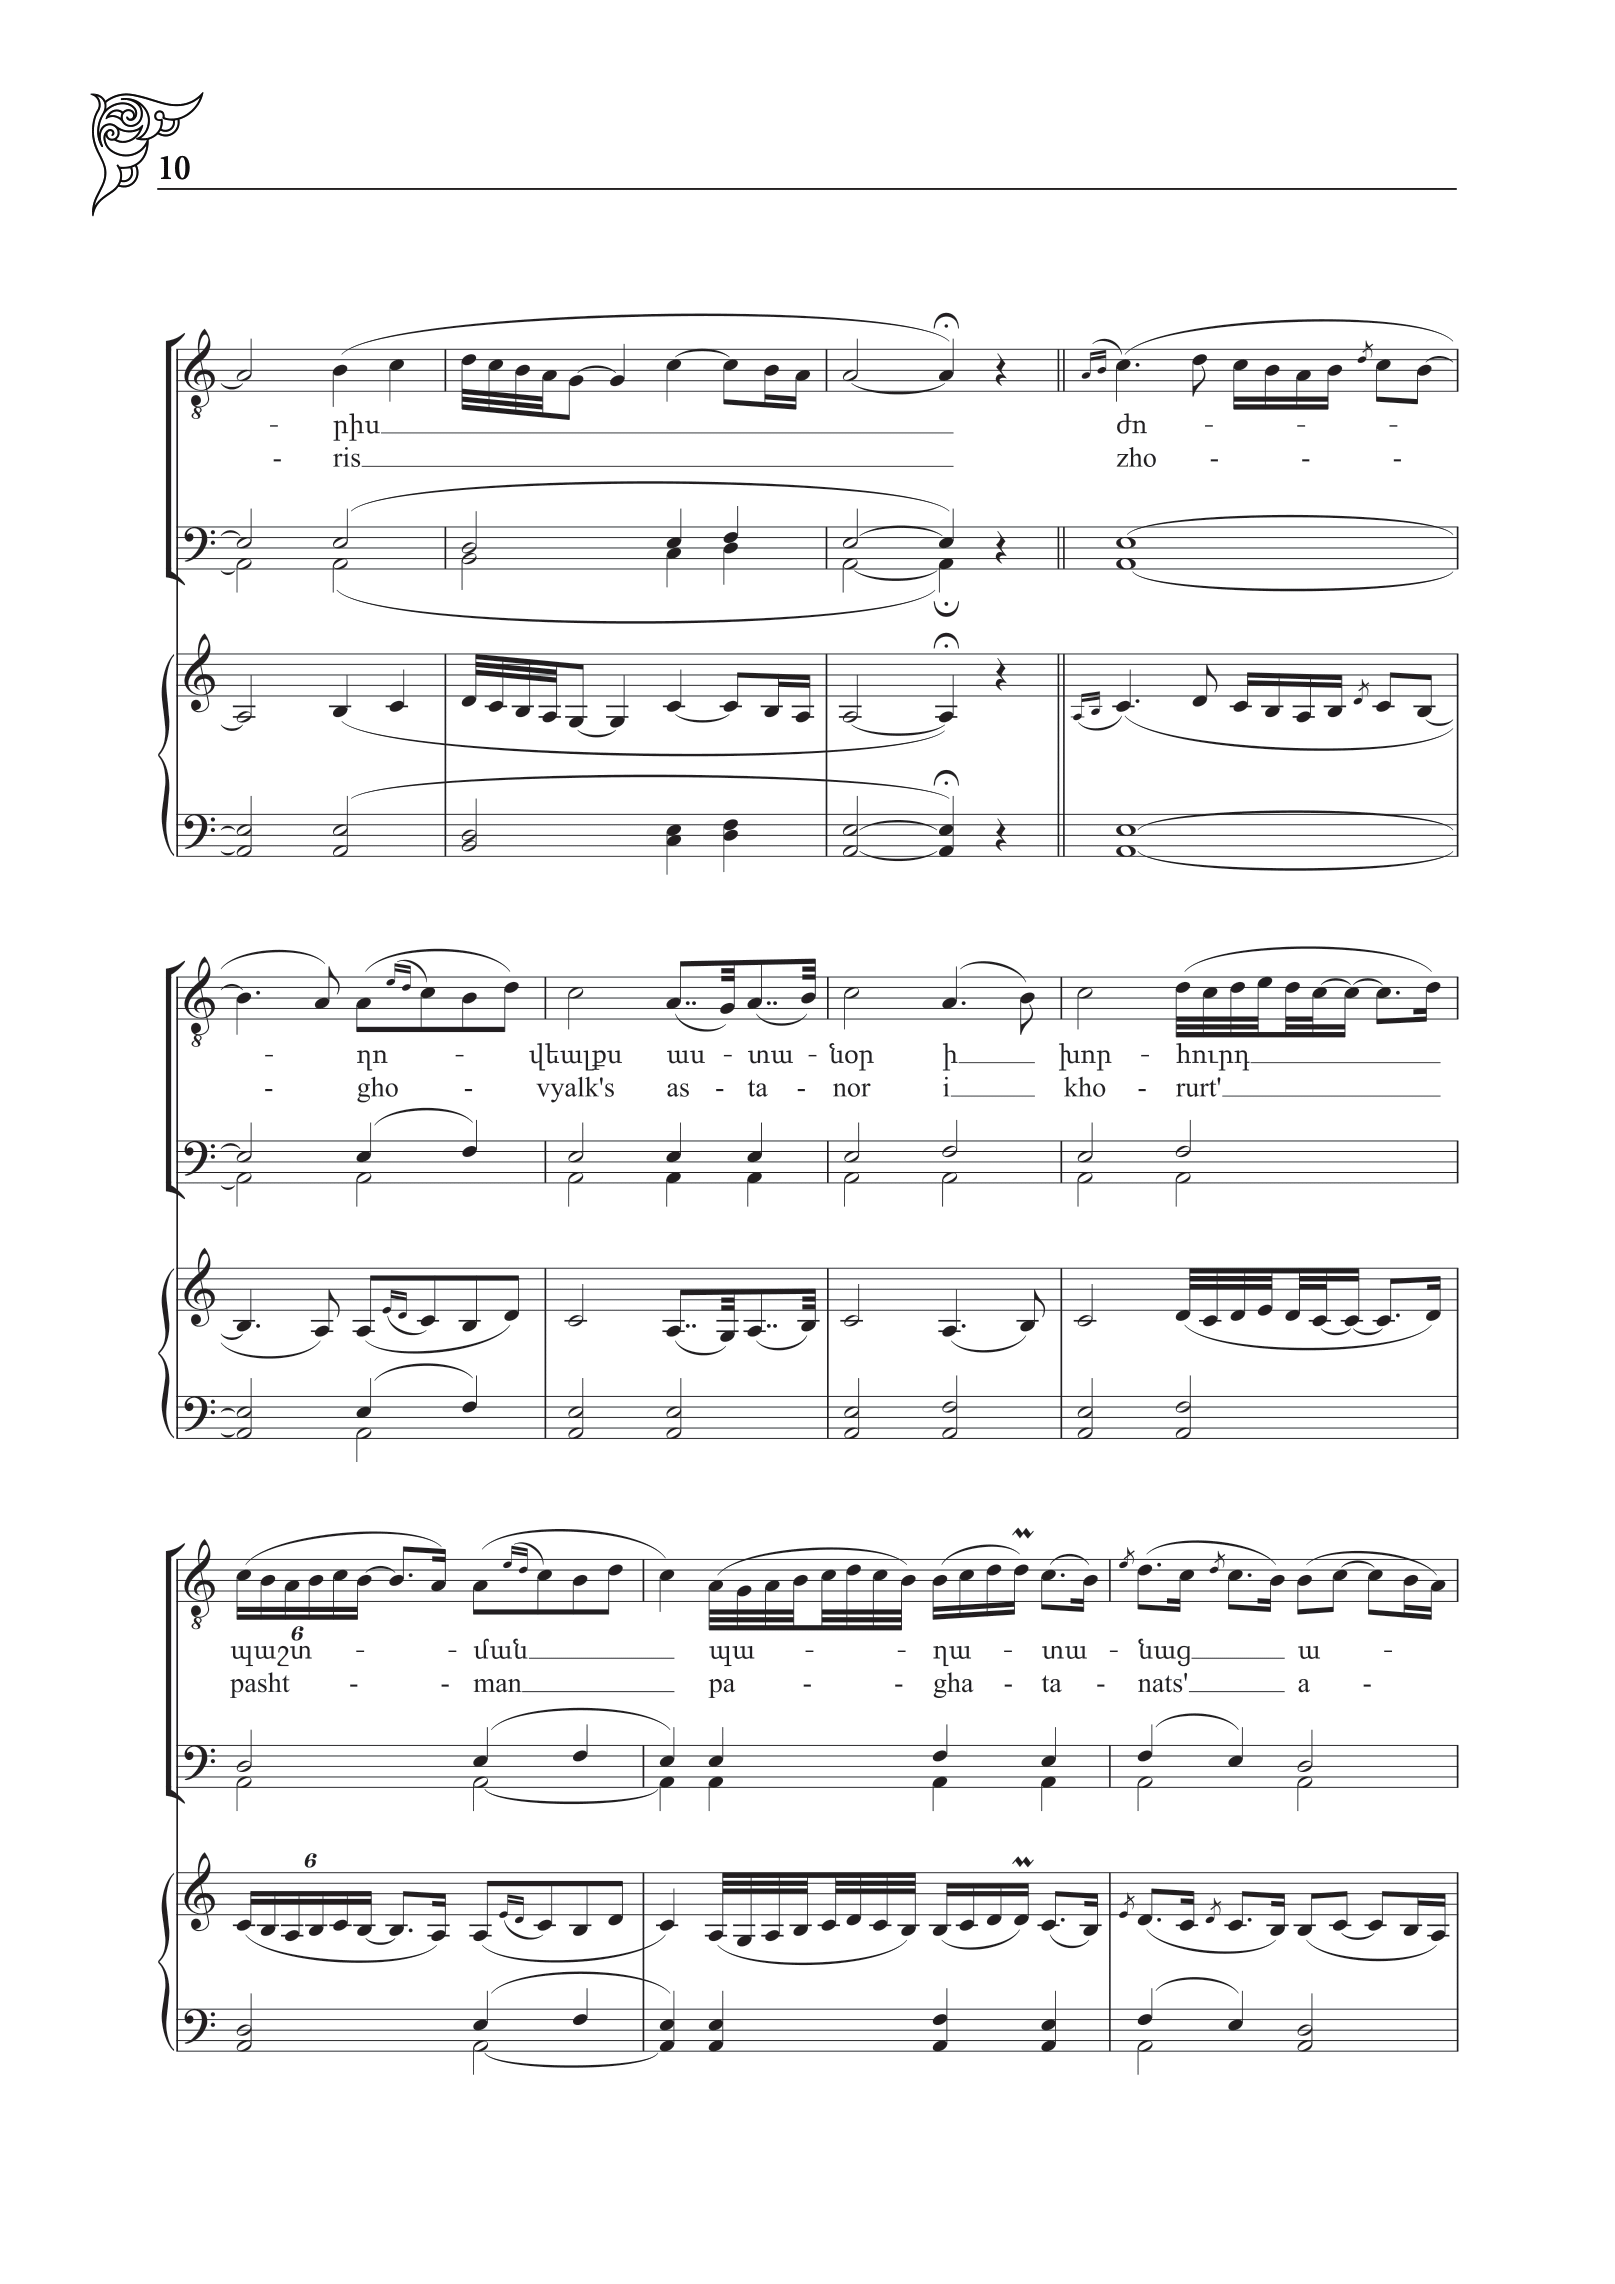 10
- րիս
- ris
ժո - - -
zho - - -
- ղո - վեալքս աս - տա - նօր ի խոր - հուրդ
- gho - vyalk's as - ta - nor i kho - rurt'
6
պաշտ - - ման պա - - ղա - տա - նաց ա -
pasht - - man pa - - gha - ta - nats' a -
6